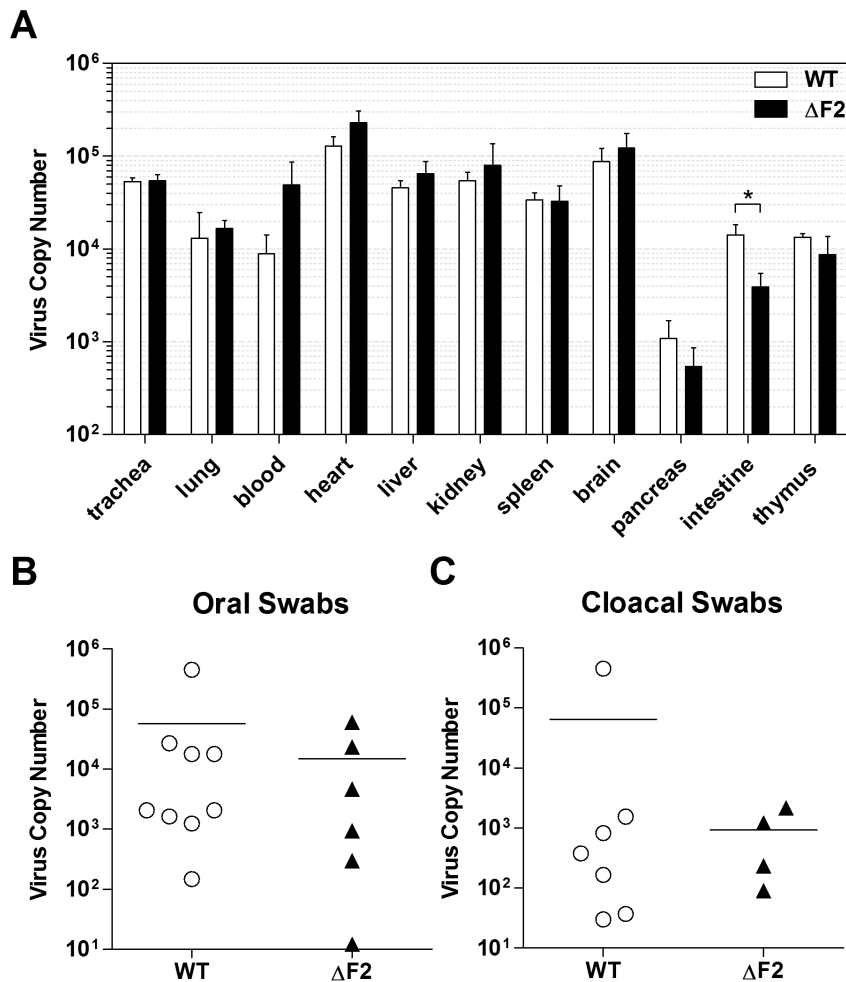 A
Virus Copy Number
10⁶
10⁵
10⁴
10³
10²
WT
ΔF2
*
trachea
lung
blood
heart
liver
kidney
spleen
brain
pancreas
intestine
thymus
B
Oral Swabs
Virus Copy Number
10⁶
10⁵
10⁴
10³
10²
10¹
WT
ΔF2
C
Cloacal Swabs
Virus Copy Number
10⁶
10⁵
10⁴
10³
10²
10¹
WT
ΔF2